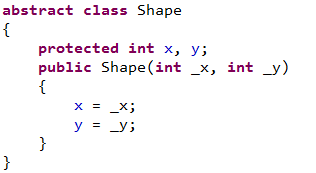 abstract class Shape
{
    protected int x, y;
    public Shape(int _x, int _y)
    {
        x = _x;
        y = _y;
    }
}